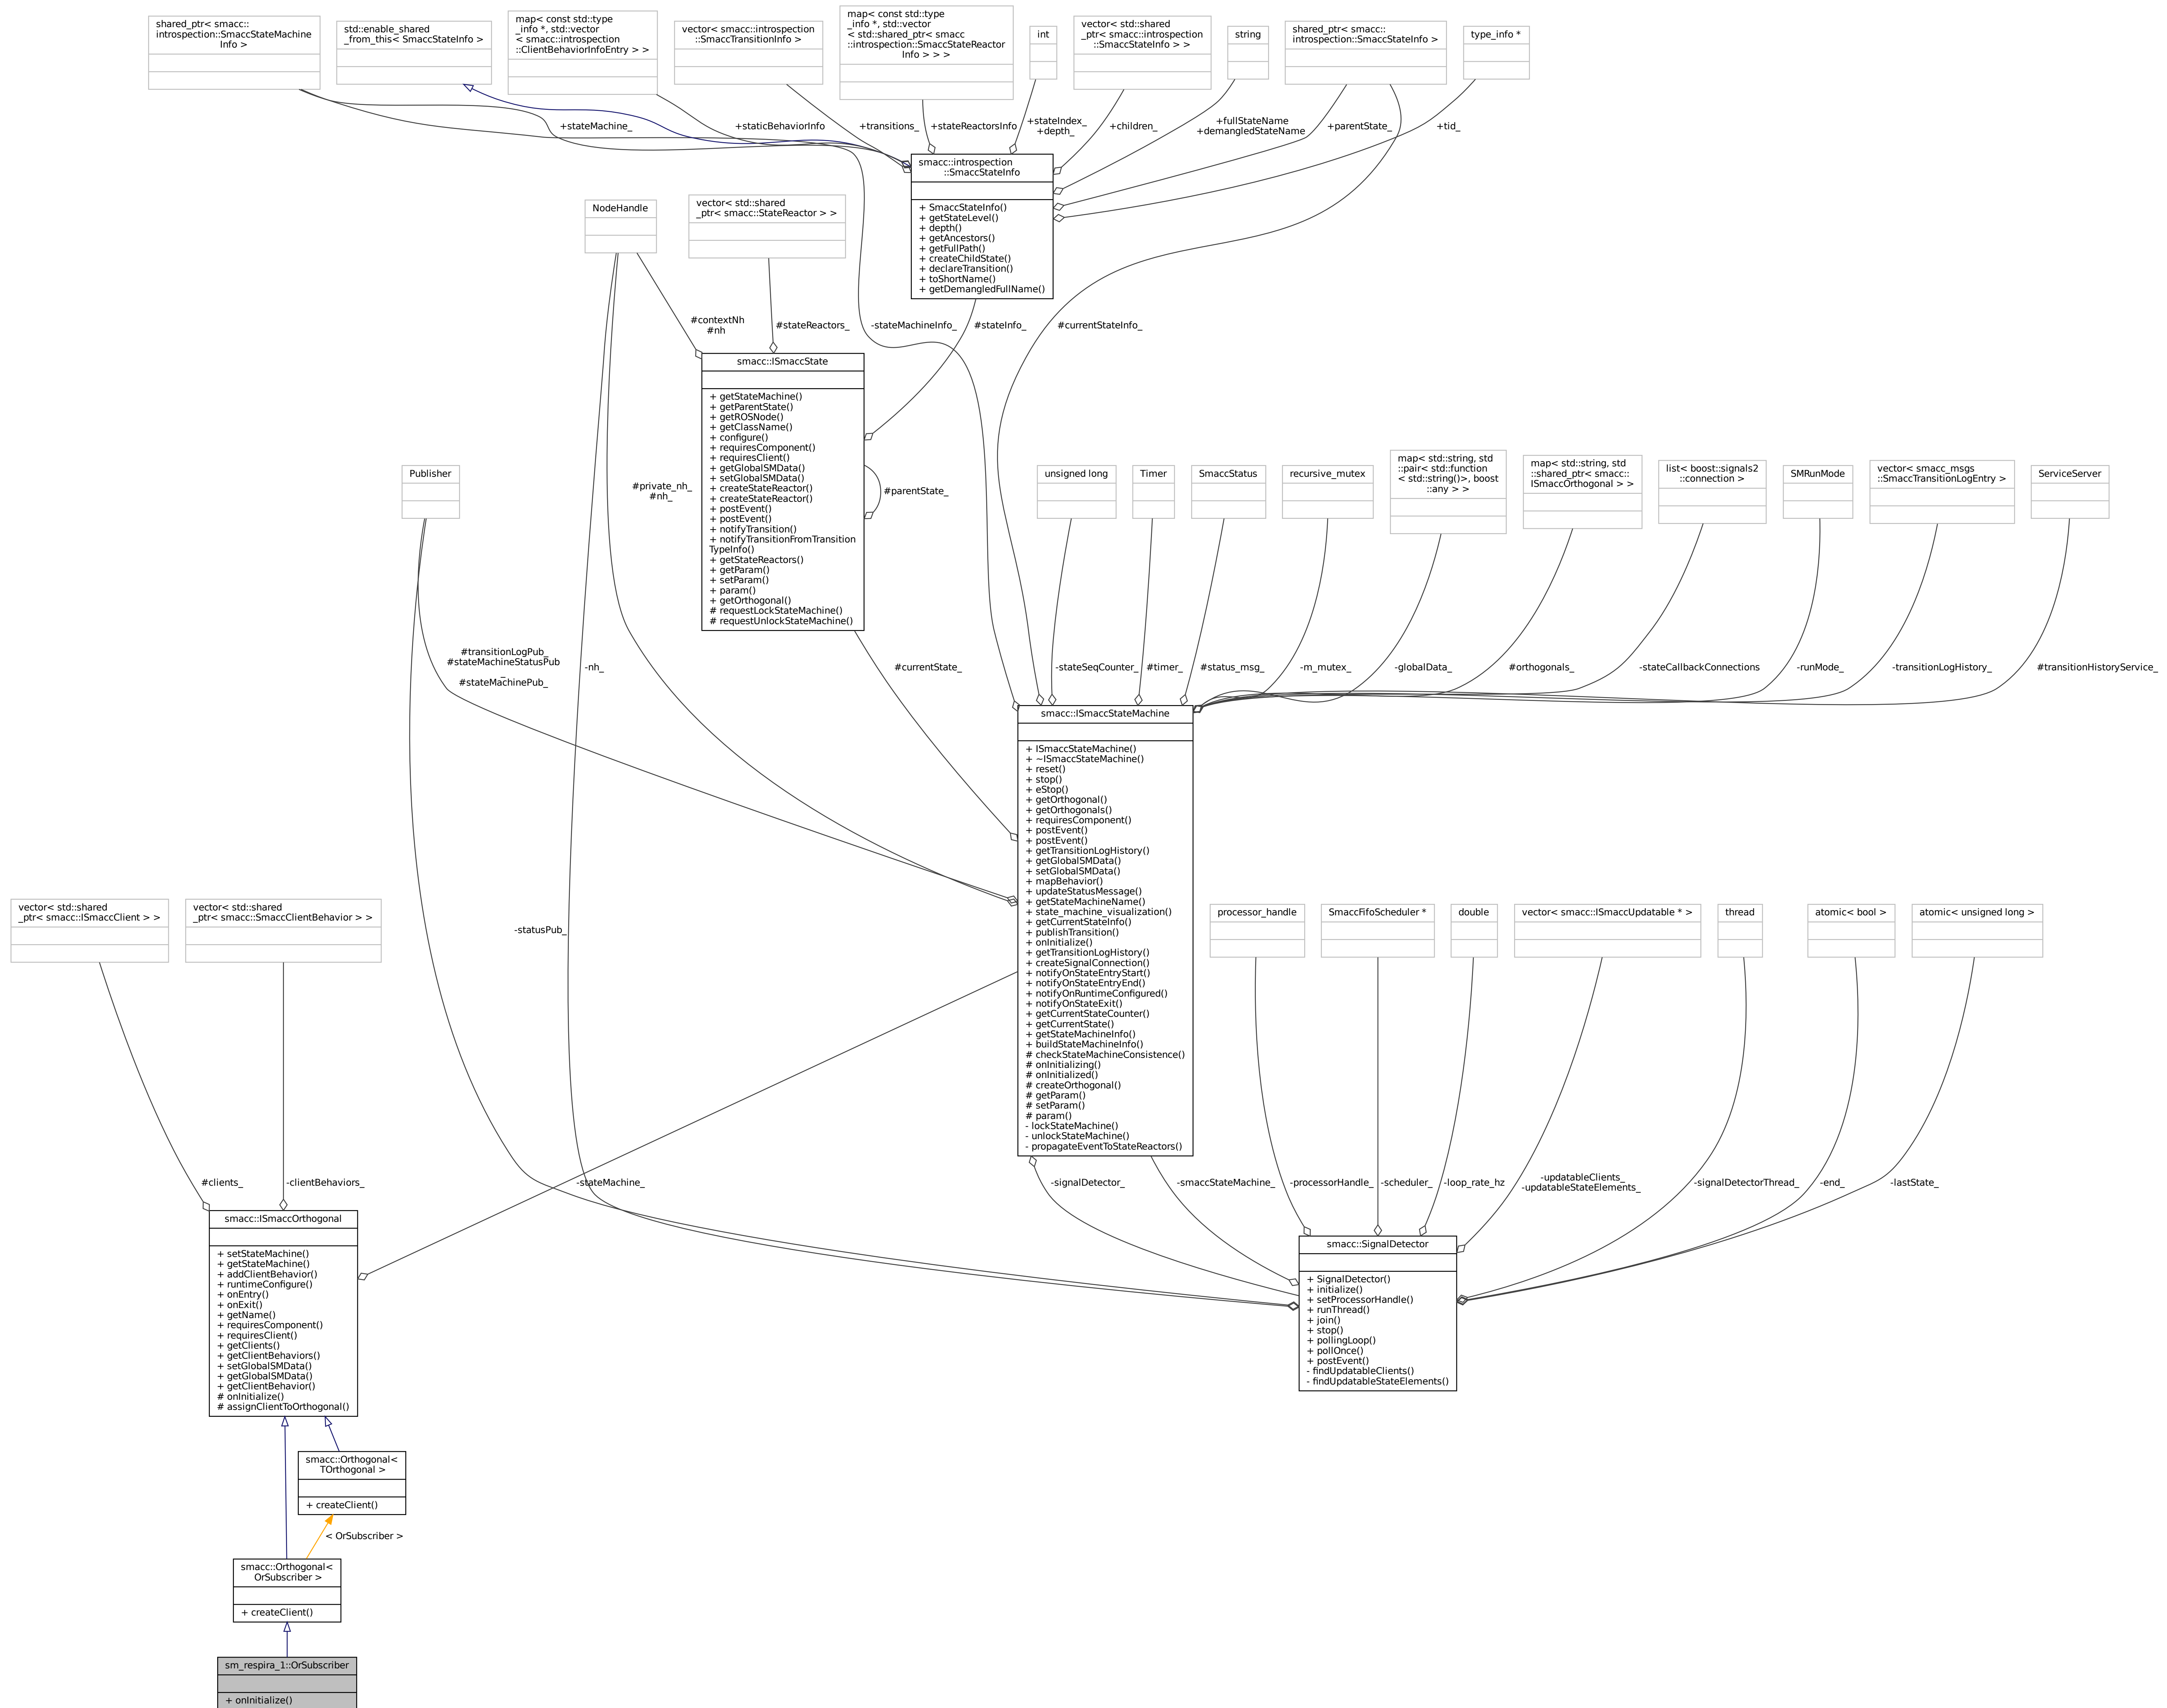 shared_ptr< smacc::
introspection::SmaccStateMachine
Info >
std::enable_shared
_from_this< SmaccStateInfo >
map< const std::type
_info *, std::vector
< smacc::introspection
::ClientBehaviorInfoEntry > >
vector< smacc::introspection
::SmaccTransitionInfo >
map< const std::type
_info *, std::vector
< std::shared_ptr< smacc
::introspection::SmaccStateReactor
Info > > >
int
vector< std::shared
_ptr< smacc::introspection
::SmaccStateInfo > >
string
shared_ptr< smacc::
introspection::SmaccStateInfo >
type_info *
+stateMachine_
+staticBehaviorInfo
+transitions_
+stateReactorsInfo
+stateIndex_
+depth_
+children_
+fullStateName
+demangledStateName
+parentState_
+tid_
smacc::introspection
::SmaccStateInfo
+ SmaccStateInfo()
+ getStateLevel()
+ depth()
+ getAncestors()
+ getFullPath()
+ createChildState()
+ declareTransition()
+ toShortName()
+ getDemangledFullName()
NodeHandle
vector< std::shared
_ptr< smacc::StateReactor > >
#contextNh
#nh
#stateReactors_
-stateMachineInfo_
#stateInfo_
#currentStateInfo_
smacc::ISmaccState
+ getStateMachine()
+ getParentState()
+ getROSNode()
+ getClassName()
+ configure()
+ requiresComponent()
+ requiresClient()
+ getGlobalSMData()
+ setGlobalSMData()
+ createStateReactor()
+ createStateReactor()
+ postEvent()
+ postEvent()
+ notifyTransition()
+ notifyTransitionFromTransition
TypeInfo()
+ getStateReactors()
+ getParam()
+ setParam()
+ param()
+ getOrthogonal()
# requestLockStateMachine()
# requestUnlockStateMachine()
#parentState_
Publisher
#private_nh_
#nh_
unsigned long
Timer
SmaccStatus
recursive_mutex
map< std::string, std
::pair< std::function
< std::string()>, boost
::any > >
map< std::string, std
::shared_ptr< smacc::
ISmaccOrthogonal > >
list< boost::signals2
::connection >
SMRunMode
vector< smacc_msgs
::SmaccTransitionLogEntry >
ServiceServer
#transitionLogPub_
#stateMachineStatusPub
_
#stateMachinePub_
-nh_
#currentState_
-stateSeqCounter_
#timer_
#status_msg_
-m_mutex_
-globalData_
#orthogonals_
-stateCallbackConnections
-runMode_
-transitionLogHistory_
#transitionHistoryService_
smacc::ISmaccStateMachine
+ ISmaccStateMachine()
+ ~ISmaccStateMachine()
+ reset()
+ stop()
+ eStop()
+ getOrthogonal()
+ getOrthogonals()
+ requiresComponent()
+ postEvent()
+ postEvent()
+ getTransitionLogHistory()
+ getGlobalSMData()
+ setGlobalSMData()
+ mapBehavior()
+ updateStatusMessage()
+ getStateMachineName()
+ state_machine_visualization()
+ getCurrentStateInfo()
+ publishTransition()
+ onInitialize()
+ getTransitionLogHistory()
+ createSignalConnection()
+ notifyOnStateEntryStart()
+ notifyOnStateEntryEnd()
+ notifyOnRuntimeConfigured()
+ notifyOnStateExit()
+ getCurrentStateCounter()
+ getCurrentState()
+ getStateMachineInfo()
+ buildStateMachineInfo()
# checkStateMachineConsistence()
# onInitializing()
# onInitialized()
# createOrthogonal()
# getParam()
# setParam()
# param()
- lockStateMachine()
- unlockStateMachine()
- propagateEventToStateReactors()
vector< std::shared
_ptr< smacc::ISmaccClient > >
vector< std::shared
_ptr< smacc::SmaccClientBehavior > >
-statusPub_
processor_handle
SmaccFifoScheduler *
double
vector< smacc::ISmaccUpdatable * >
thread
atomic< bool >
atomic< unsigned long >
#clients_
-clientBehaviors_
-stateMachine_
-signalDetector_
-smaccStateMachine_
-processorHandle_
-scheduler_
-loop_rate_hz
-updatableClients_
-updatableStateElements_
-signalDetectorThread_
-end_
-lastState_
smacc::ISmaccOrthogonal
+ setStateMachine()
+ getStateMachine()
+ addClientBehavior()
+ runtimeConfigure()
+ onEntry()
+ onExit()
+ getName()
+ requiresComponent()
+ requiresClient()
+ getClients()
+ getClientBehaviors()
+ setGlobalSMData()
+ getGlobalSMData()
+ getClientBehavior()
# onInitialize()
# assignClientToOrthogonal()
smacc::SignalDetector
+ SignalDetector()
+ initialize()
+ setProcessorHandle()
+ runThread()
+ join()
+ stop()
+ pollingLoop()
+ pollOnce()
+ postEvent()
- findUpdatableClients()
- findUpdatableStateElements()
smacc::Orthogonal<
TOrthogonal >
+ createClient()
< OrSubscriber >
smacc::Orthogonal<
OrSubscriber >
+ createClient()
sm_respira_1::OrSubscriber
+ onInitialize()